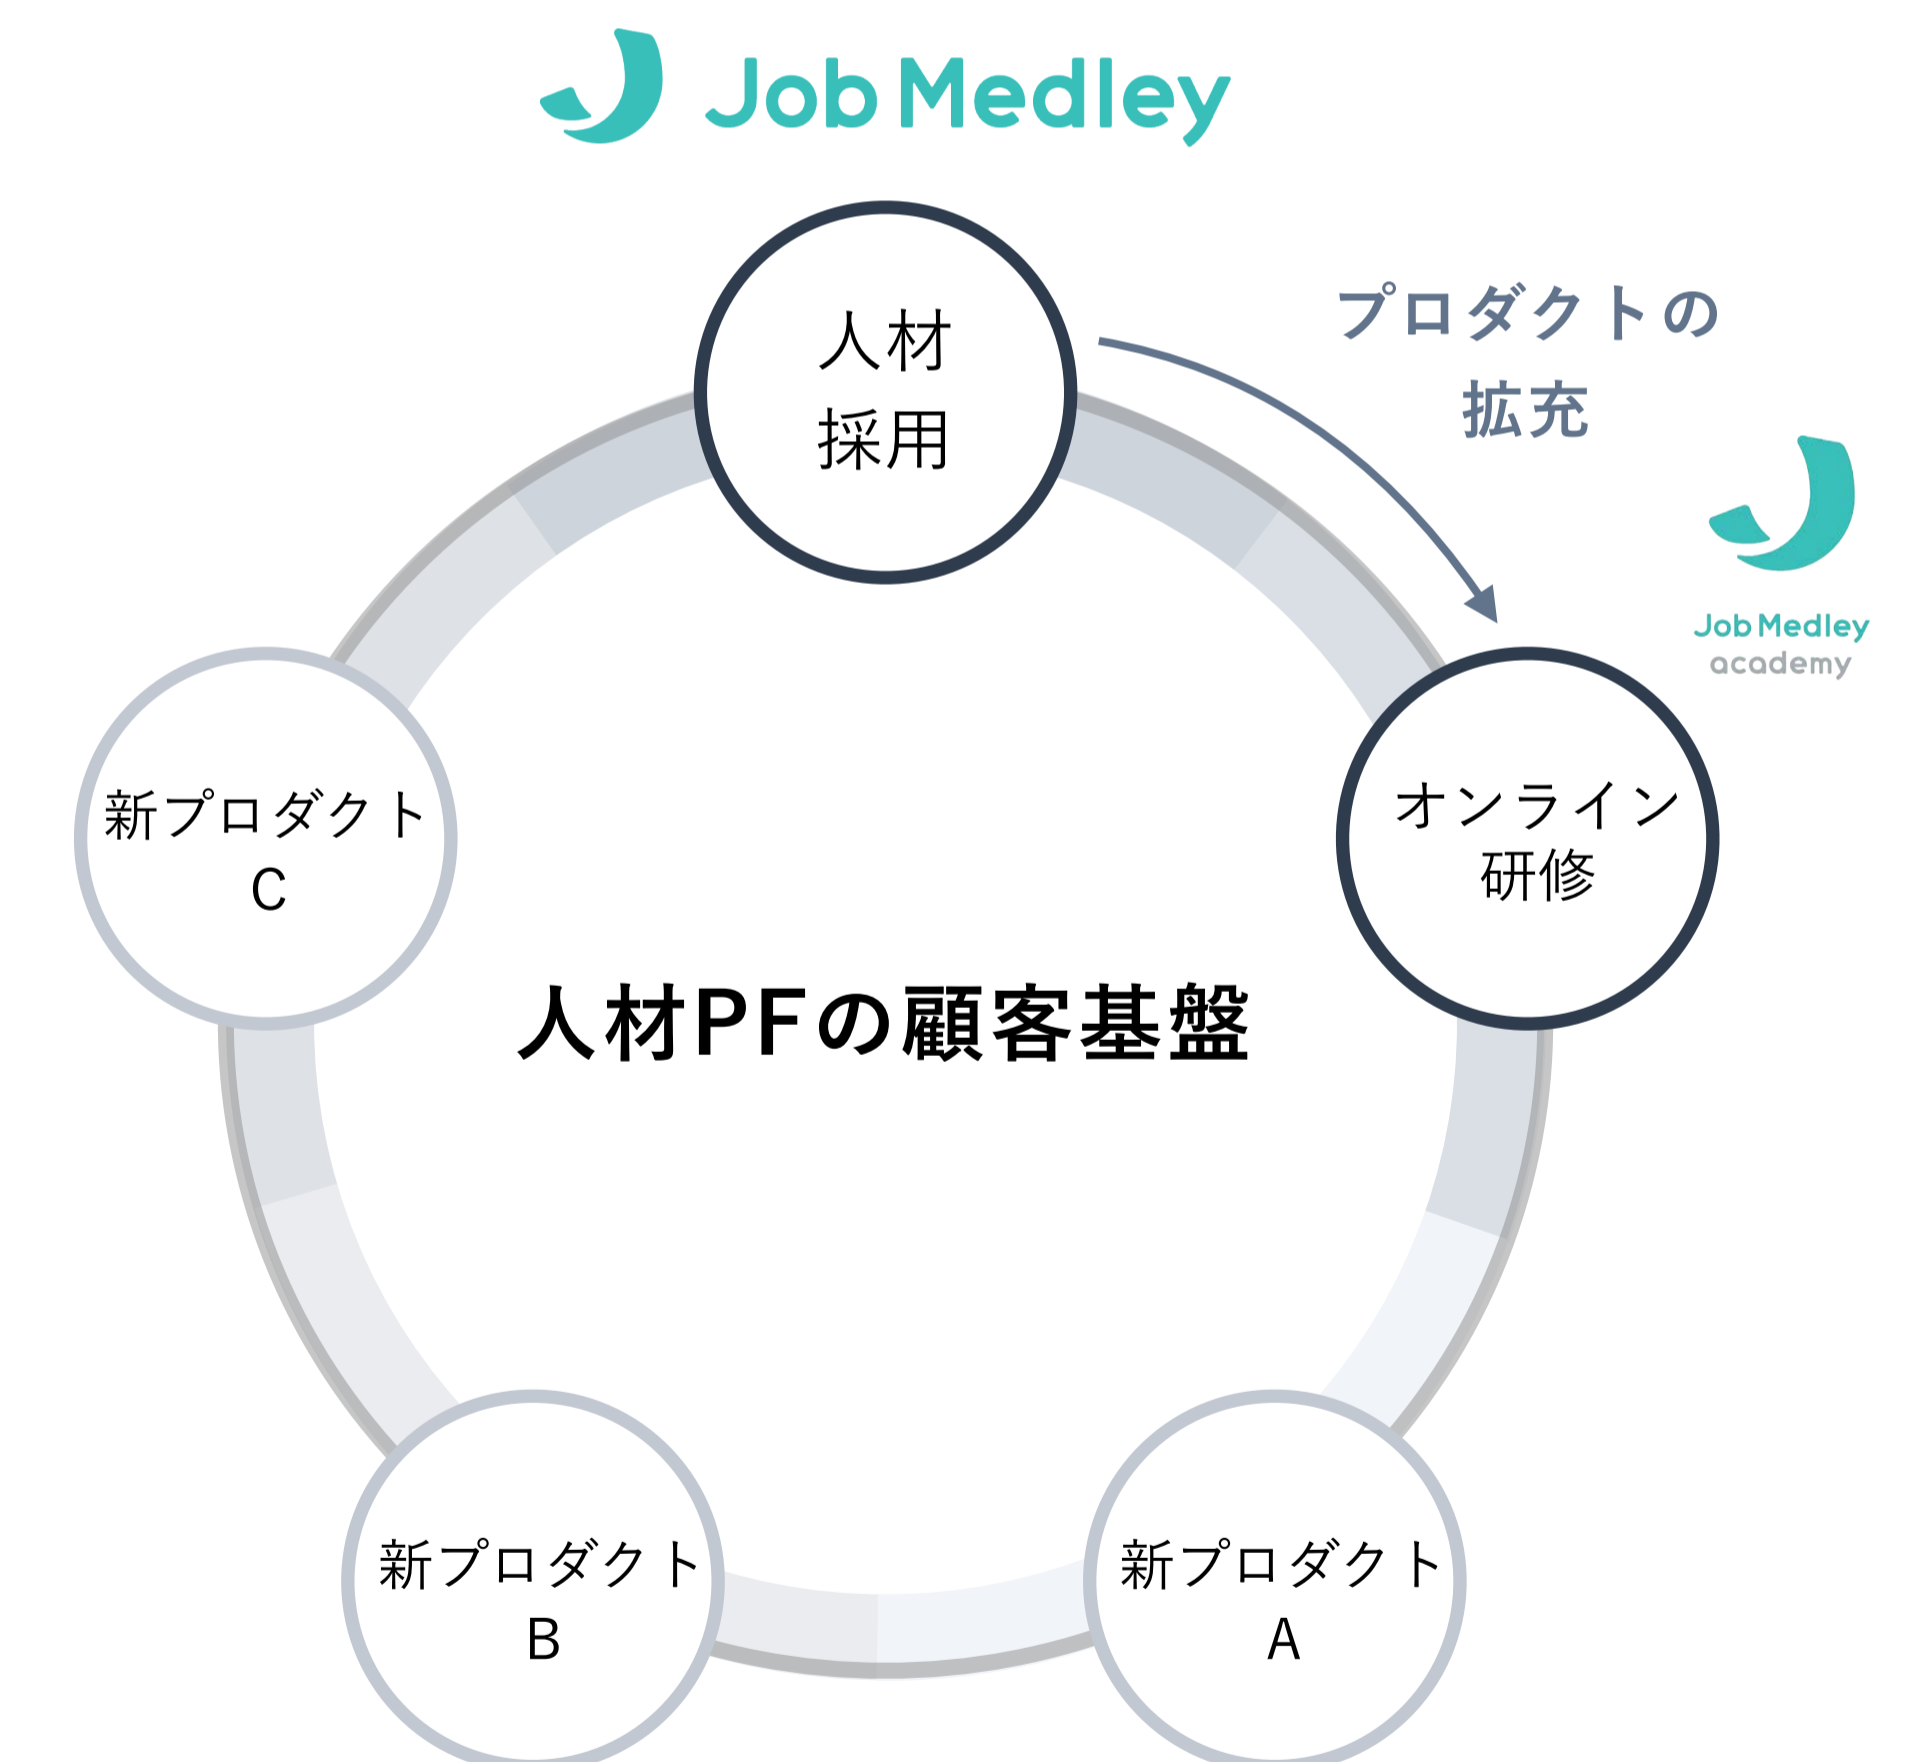 Job Medley
人材
採用
プロダクトの
拡充
Job Medley
academy
オンライン
研修
新プロダクト
C
人材PFの顧客基盤
新プロダクト
B
新プロダクト
A